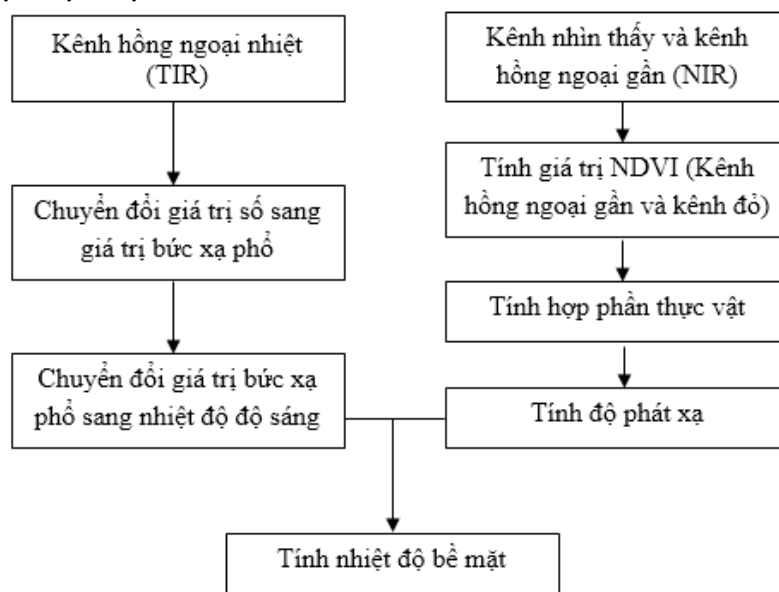 Kênh hồng ngoại nhiệt
(TIR)
Kênh nhìn thấy và kênh
hồng ngoại gần (NIR)
Tính giá trị NDVI (Kênh
hồng ngoại gần và kênh đỏ)
Chuyển đổi giá trị số sang
giá trị bức xạ phổ
Tính hợp phần thực vật
Chuyển đổi giá trị bức xạ
phổ sang nhiệt độ độ sáng
Tính độ phát xạ
Tính nhiệt độ bề mặt